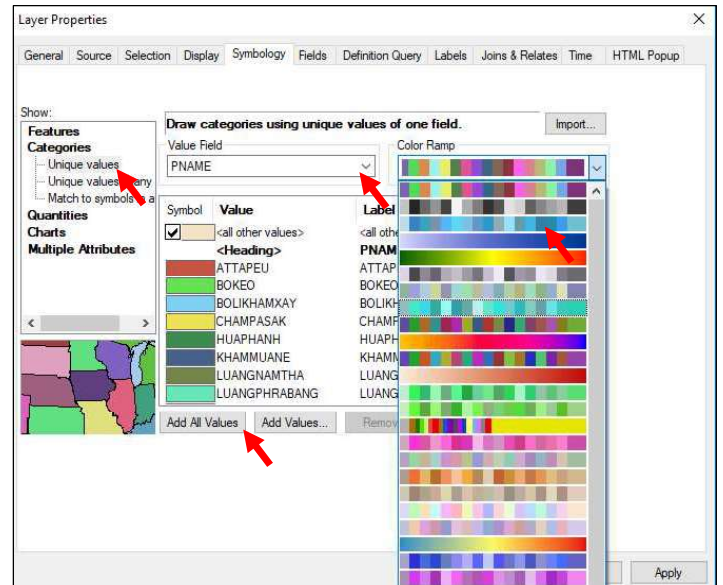 Layer Properties
General Source Selection Display Symbology Fields Definition Query Labels Joins & Relates Time HTML Popup
Show:
Features
Categories
Unique values
Unique values, any
Match to symbols in a
Quantities
Charts
Multiple Attributes
Draw categories using unique values of one field.
Import...
Value Field
PNAME
Color Ramp
Symbol Value Label
<all other values> <all othe
<Heading> PNAM
ATTAPEU ATTAP
BOKEO BOKEO
BOLIKHAMXAY BOLIKH
CHAMPASAK CHAMF
HUAPHANH HUAPH
KHAMMUANE KHAMM
LUANGNAMTHA LUANG
LUANGPHRABANG LUANG
Add All Values Add Values... Remov
Apply